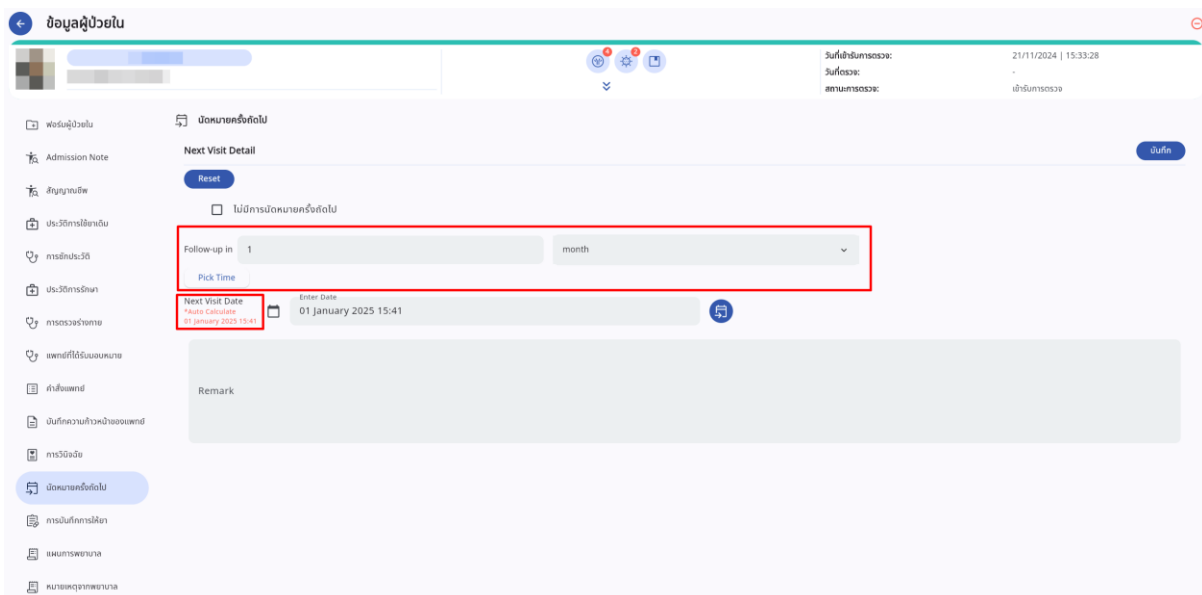 ข้อมูลผู้ป่วยใน
4
2
วันที่เข้ารับการตรวจ: 21/11/2024 | 15:33:28
วันที่ตรวจ: -
สถานะการตรวจ: เข้ารับการตรวจ
ฟอร์มผู้ป่วยใน
Admission Note
สัญญาณชีพ
ประวัติการใช้ยาเดิม
การซักประวัติ
ประวัติการรักษา
การตรวจร่างกาย
แพทย์ที่ได้รับมอบหมาย
คำสั่งแพทย์
บันทึกความก้าวหน้าของแพทย์
การวินิจฉัย
นัดหมายครั้งถัดไป
การบันทึกการให้ยา
แผนการพยาบาล
หมายเหตุจากพยาบาล
นัดหมายครั้งถัดไป
Next Visit Detail
บันทึก
Reset
ไม่มีการนัดหมายครั้งถัดไป
Follow-up in 1 month
Pick Time
Next Visit Date
*Auto Calculate
01 January 2025 15:41
Enter Date
01 January 2025 15:41
Remark